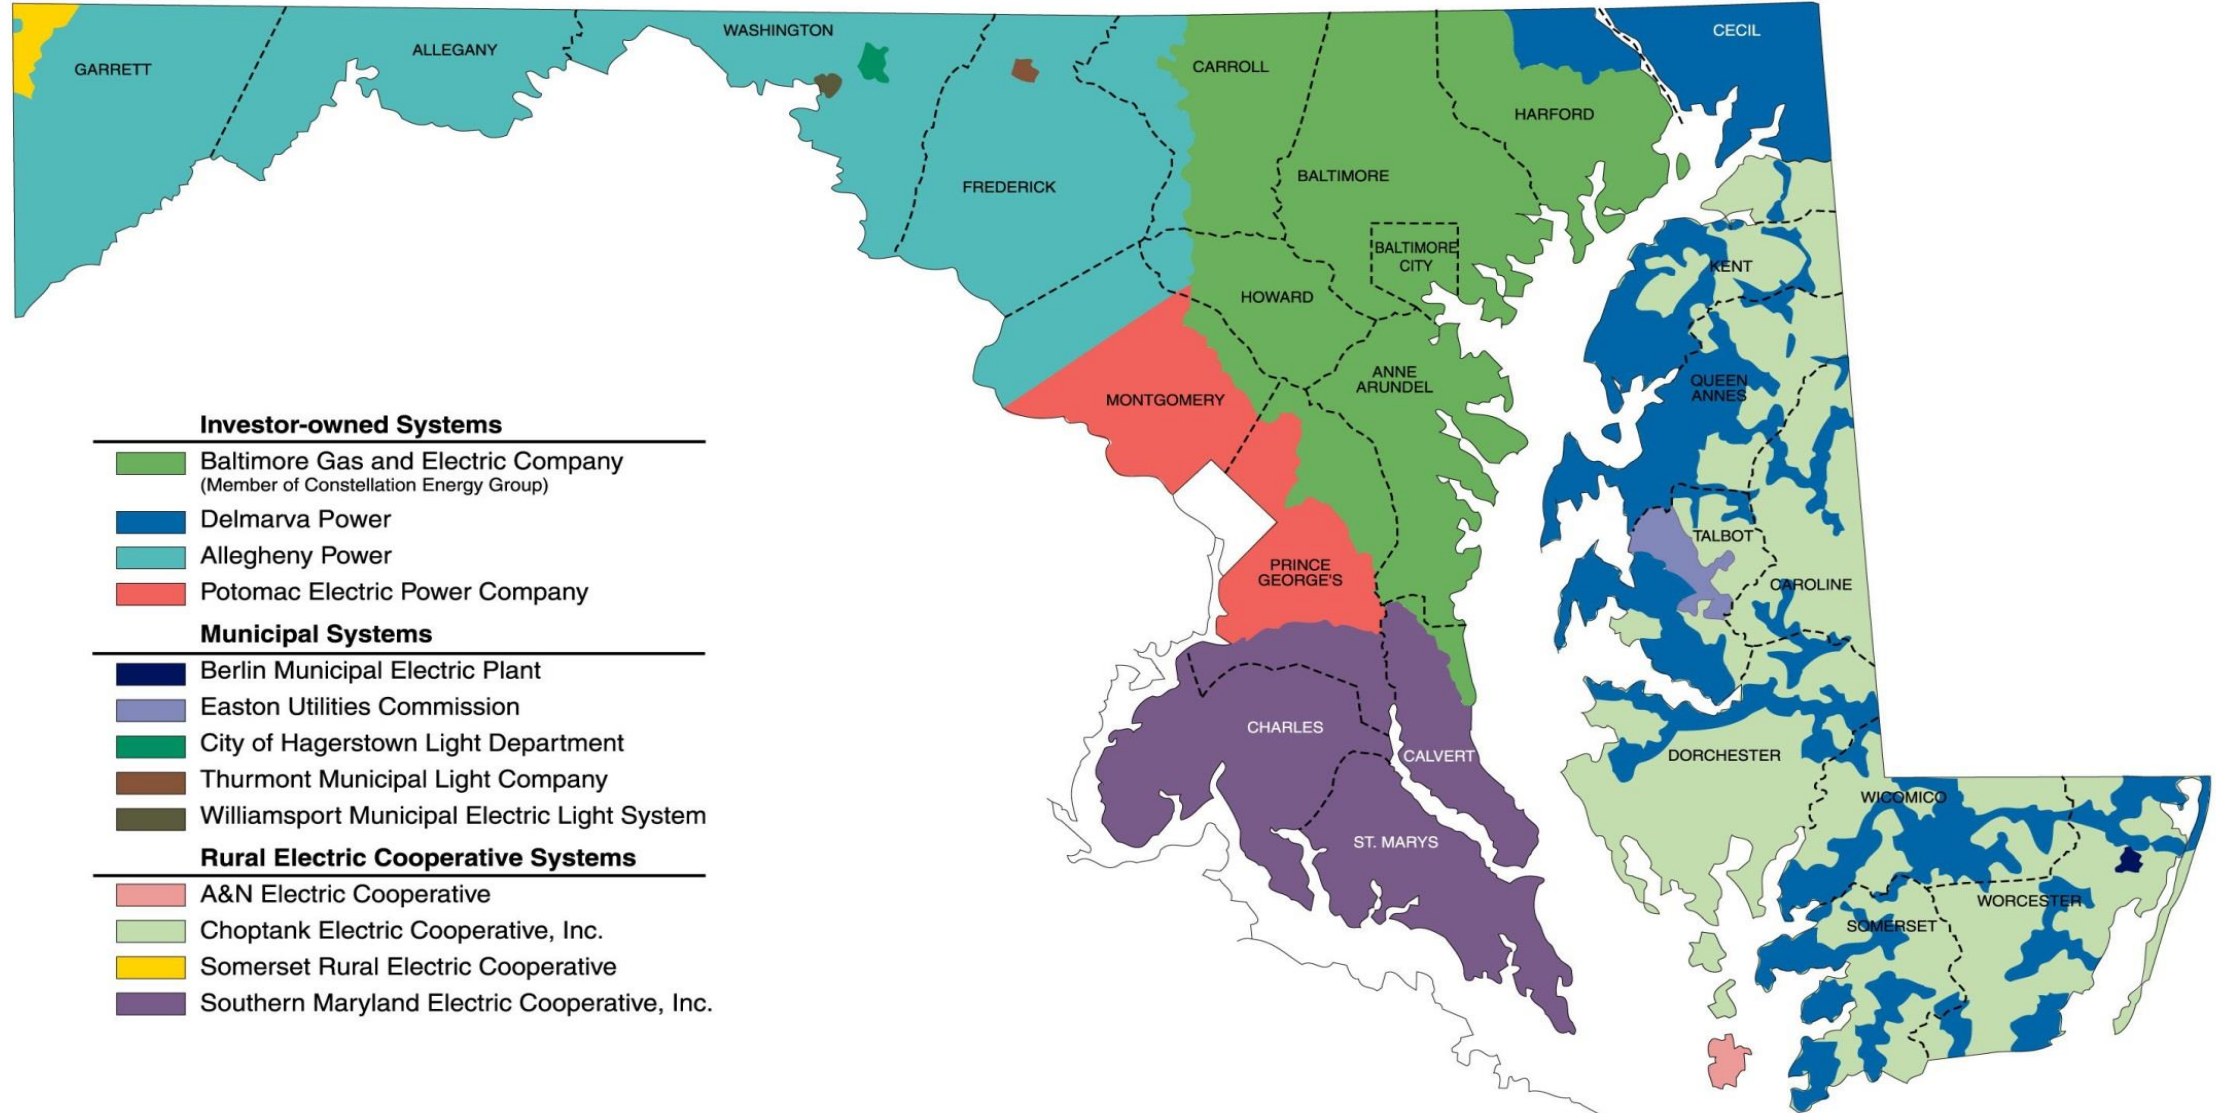 WASHINGTON
CECIL
ALLEGANY
GARRETT
CARROLL
HARFORD
BALTIMORE
FREDERICK
BALTIMORE
CITY
KENT
HOWARD
ANNE
ARUNDEL
QUEEN
ANNES
MONTGOMERY
TALBOT
PRINCE
GEORGE'S
CAROLINE
CHARLES
CALVERT
DORCHESTER
WICOMICO
ST. MARYS
WORCESTER
SOMERSET
Investor-owned Systems
Baltimore Gas and Electric Company
(Member of Constellation Energy Group)
Delmarva Power
Allegheny Power
Potomac Electric Power Company
Municipal Systems
Berlin Municipal Electric Plant
Easton Utilities Commission
City of Hagerstown Light Department
Thurmont Municipal Light Company
Williamsport Municipal Electric Light System
Rural Electric Cooperative Systems
A&N Electric Cooperative
Choptank Electric Cooperative, Inc.
Somerset Rural Electric Cooperative
Southern Maryland Electric Cooperative, Inc.